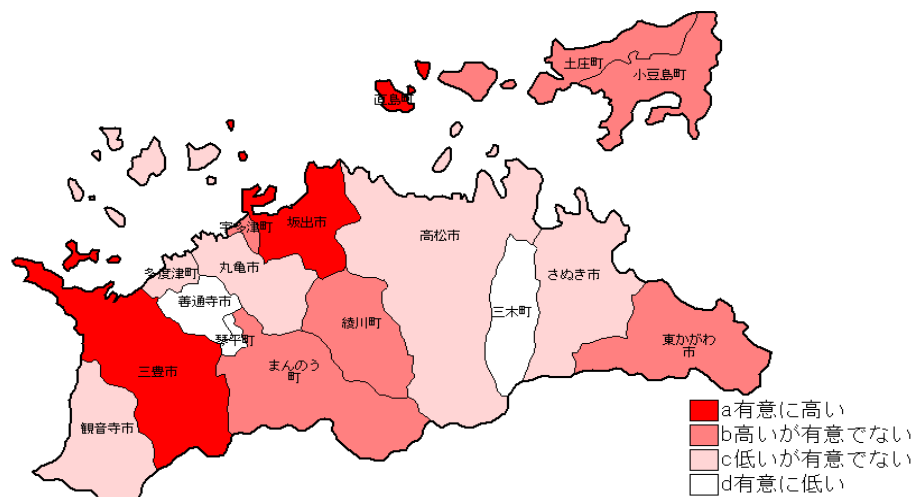 土庄町
小豆島町
直島町
宇多津町
坂出市
高松市
多度津町
丸亀市
さぬき市
善通寺市
三木町
綾川町
琴平町
東かがわ
市
まんのう
町
三豊市
観音寺市
a有意に高い
b高いが有意でない
c低いが有意でない
d有意に低い